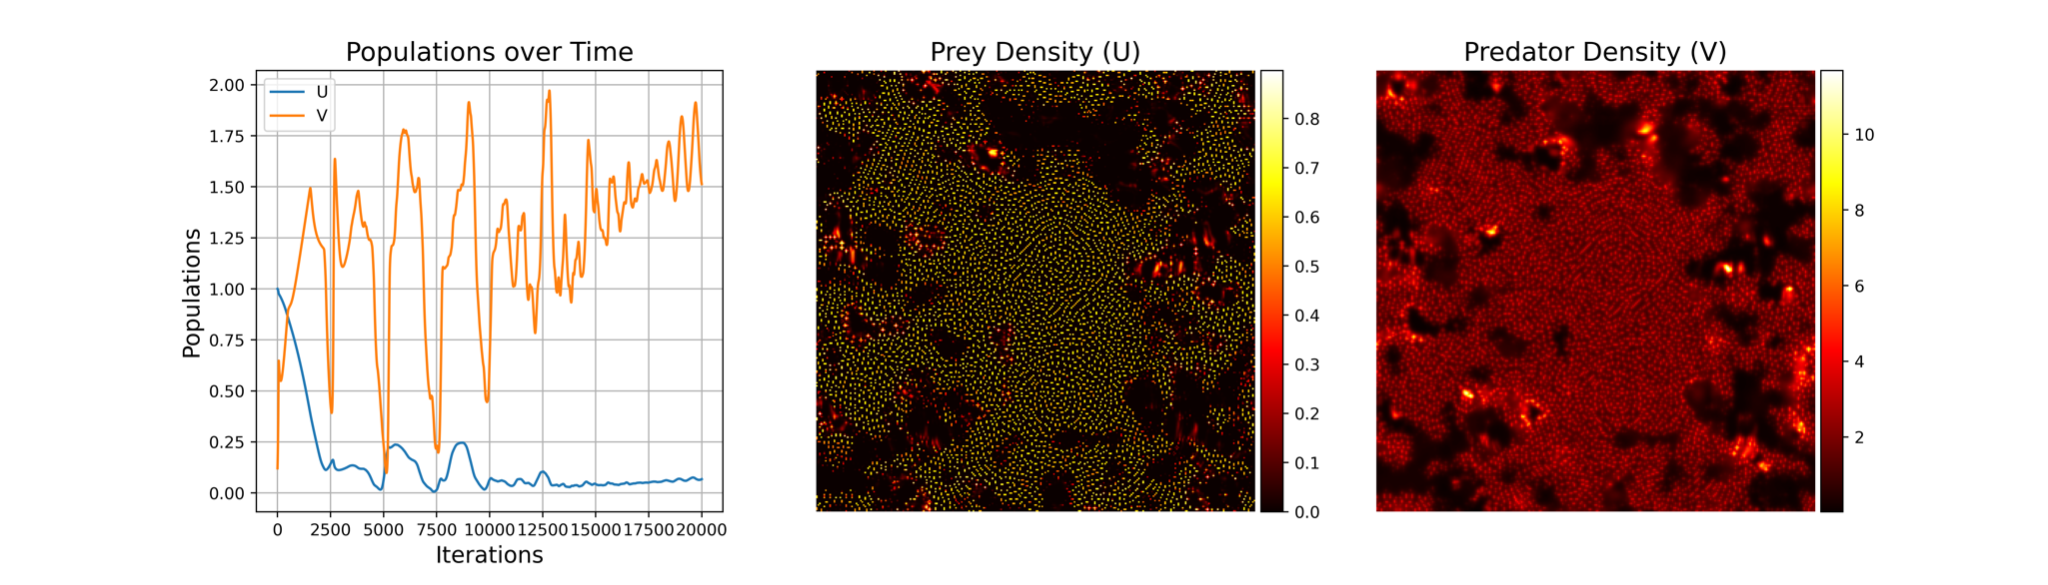 Populations over Time
Populations
2.00
1.75
1.50
1.25
1.00
0.75
0.50
0.25
0.00
U
V
0 2500 5000 7500 10000 12500 15000 17500 20000
Iterations
Prey Density (U)
0.8
0.7
0.6
0.5
0.4
0.3
0.2
0.1
0.0
Predator Density (V)
10
8
6
4
2